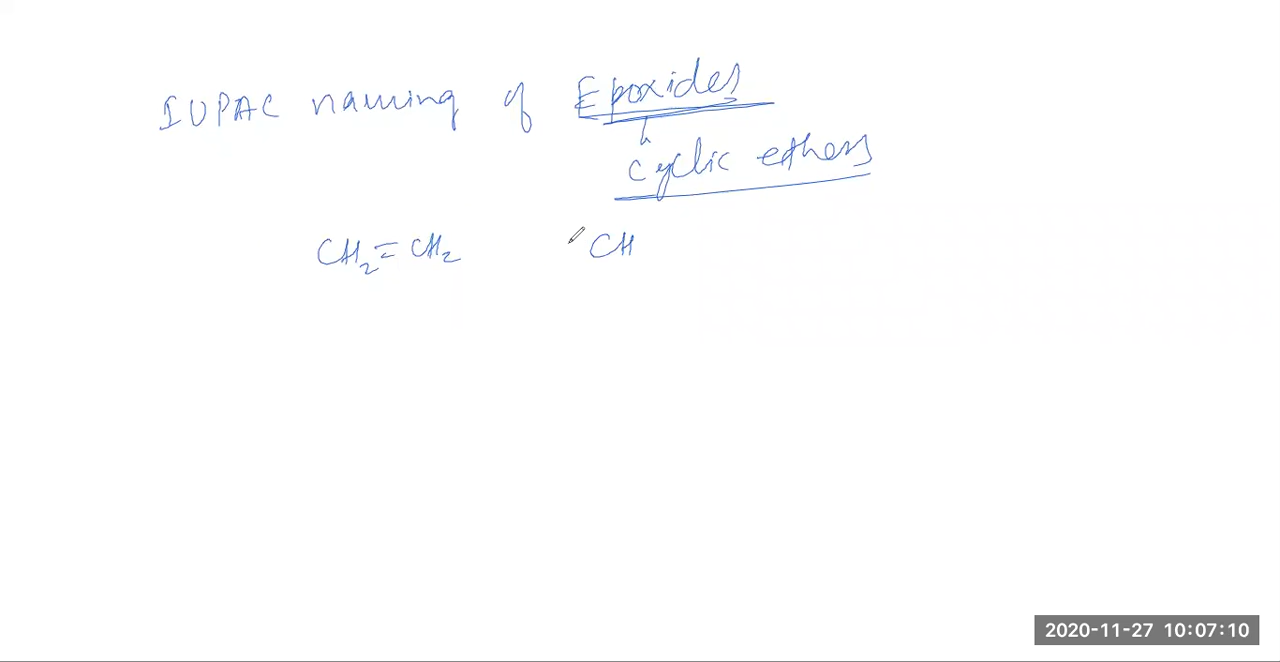 IUPAC naming of Epoxides
Cyclic ethers
CH₂=CH₂ CH
2020-11-27 10:07:10